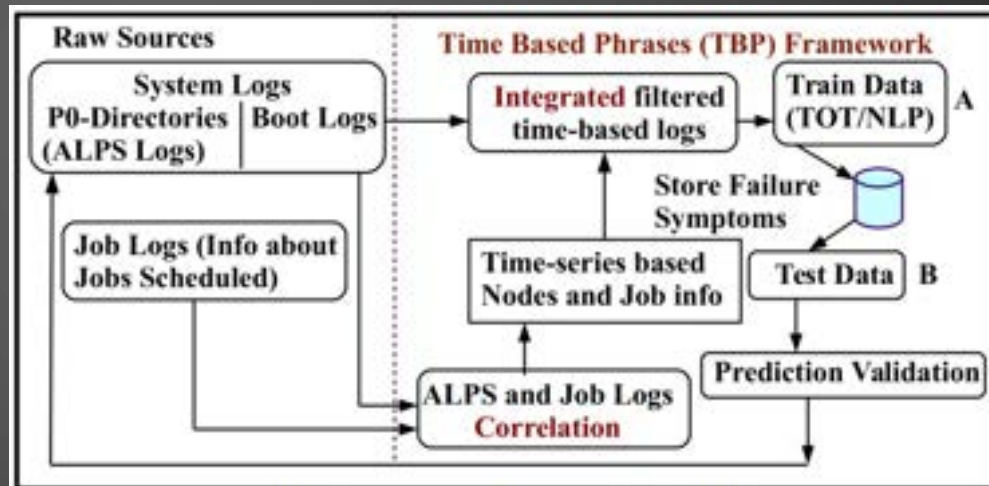 Raw Sources
System Logs
P0-Directories
(ALPS Logs)
Boot Logs
Job Logs (Info about
Jobs Scheduled)
Time Based Phrases (TBP) Framework
Integrated filtered
time-based logs
Train Data
(TOT/NLP)
A
Store Failure
Symptoms
Time-series based
Nodes and Job info
Test Data
B
Prediction Validation
ALPS and Job Logs
Correlation